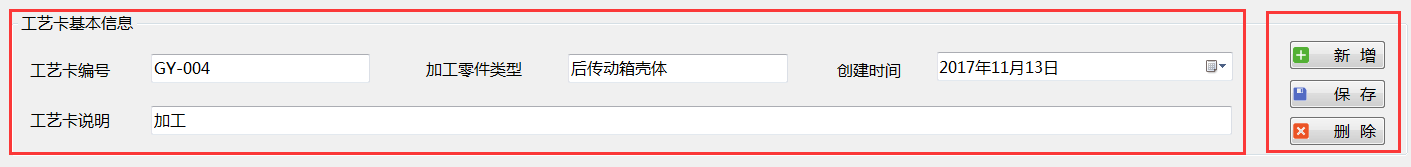 工艺卡基本信息
工艺卡编号 GY-004 加工零件类型 后传动箱壳体 创建时间 2017年11月13日
工艺卡说明 加工
新 增
保 存
删 除